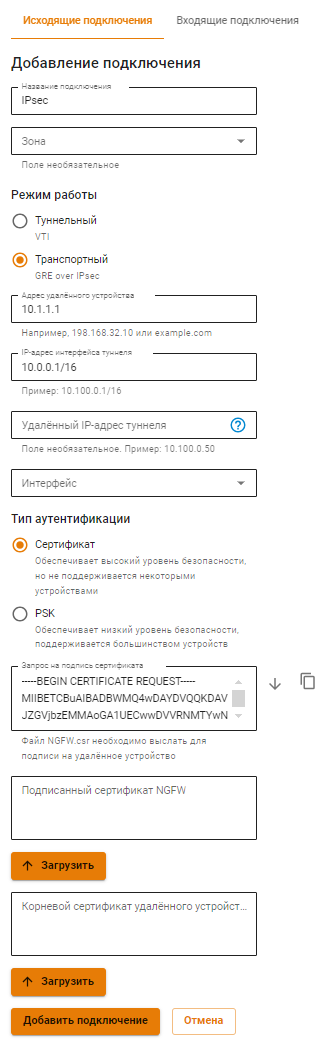 Исходящие подключения
Входящие подключения
Добавление подключения
Название подключения
IPsec
Зона
Поле необязательное
Режим работы
Туннельный
VTI
Транспортный
GRE over IPsec
Адрес удалённого устройства
10.1.1.1
Например, 198.168.32.10 или example.com
IP-адрес интерфейса туннеля
10.0.0.1/16
Пример: 10.100.0.1/16
Удалённый IP-адрес туннеля
Поле необязательное. Пример: 10.100.0.50
Интерфейс
Тип аутентификации
Сертификат
Обеспечивает высокий уровень безопасности,
но не поддерживается некоторыми
устройствами
PSK
Обеспечивает низкий уровень безопасности,
поддерживается большинством устройств
Запрос на подпись сертификата
-----BEGIN CERTIFICATE REQUEST-----
MIIBETCBuAIBADBWMQ4wDAYDVQQKDAV
JZGVjbzEMMAoGA1UECwwDVVRNMTYwN
Файл NGFW.csr необходимо выслать для
подписи на удалённое устройство
Подписанный сертификат NGFW
Загрузить
Корневой сертификат удалённого устройст...
Загрузить
Добавить подключение
Отмена